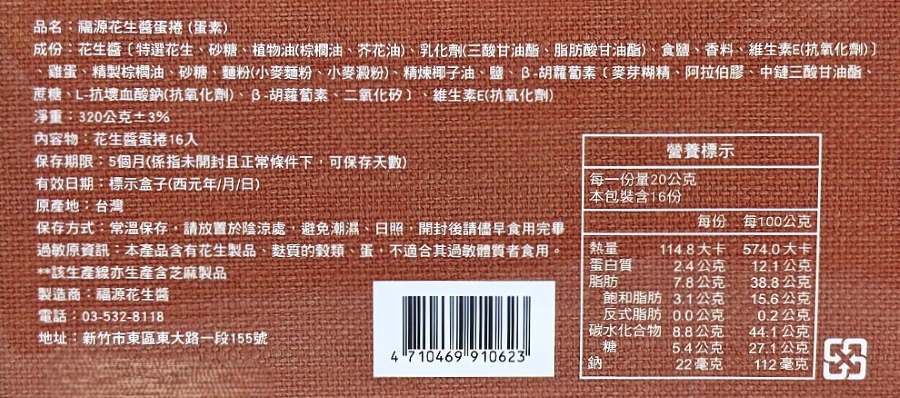 品名：福源花生醬蛋捲 (蛋素)
成份：花生醬〔特選花生、砂糖、植物油(棕櫚油、芥花油)、乳化劑(三酸甘油酯、脂肪酸甘油酯)、食鹽、香料、維生素E(抗氧化劑)〕
、雞蛋、精製棕櫚油、砂糖、麵粉(小麥麵粉、小麥澱粉)、精煉椰子油、鹽、β-胡蘿蔔素〔麥芽糊精、阿拉伯膠、中鏈三酸甘油酯、
蔗糖、L-抗壞血酸鈉(抗氧化劑)、β-胡蘿蔔素、二氧化矽〕、維生素E(抗氧化劑)
淨重：320公克±3%
內容物：花生醬蛋捲16入
保存期限：5個月(係指未開封且正常條件下，可保存天數)
有效日期：標示盒子(西元年/月/日)
原產地：台灣
保存方式：常溫保存，請放置於陰涼處，避免潮濕、日照，開封後請儘早食用完畢
過敏原資訊：本產品含有花生製品、麩質的穀類、蛋，不適合其過敏體質者食用。
**該生產線亦生產含芝麻製品
製造商：福源花生醬
電話：03-532-8118
地址：新竹市東區東大路一段155號
4 710469 910623
營養標示
每一份量20公克
本包裝含16份
每份 每100公克
熱量 114.8大卡 574.0大卡
蛋白質 2.4公克 12.1公克
脂肪 7.8公克 38.8公克
飽和脂肪 3.1公克 15.6公克
反式脂肪 0.0公克 0.2公克
碳水化合物 8.8公克 44.1公克
糖 5.4公克 27.1公克
鈉 22毫克 112毫克